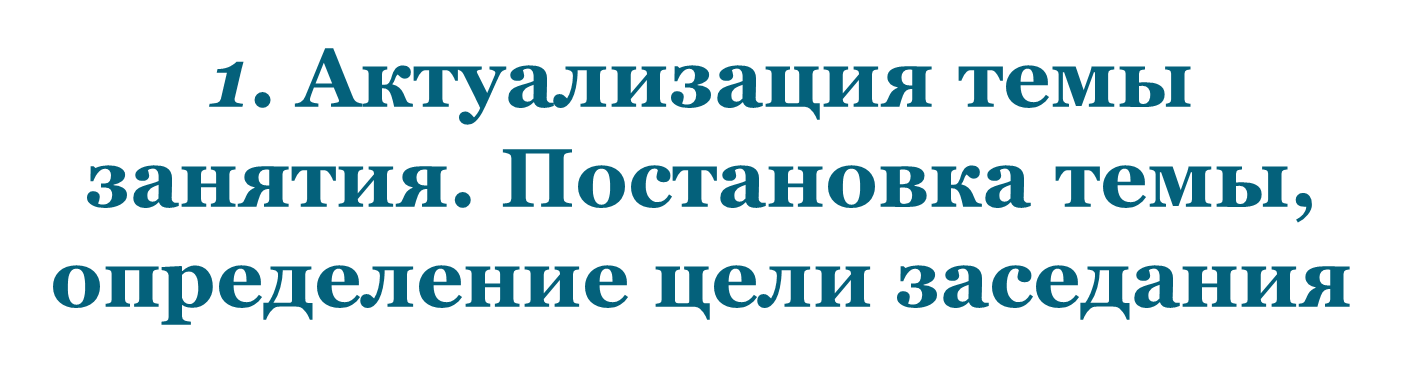 1. Актуализация темы
занятия. Постановка темы,
определение цели заседания